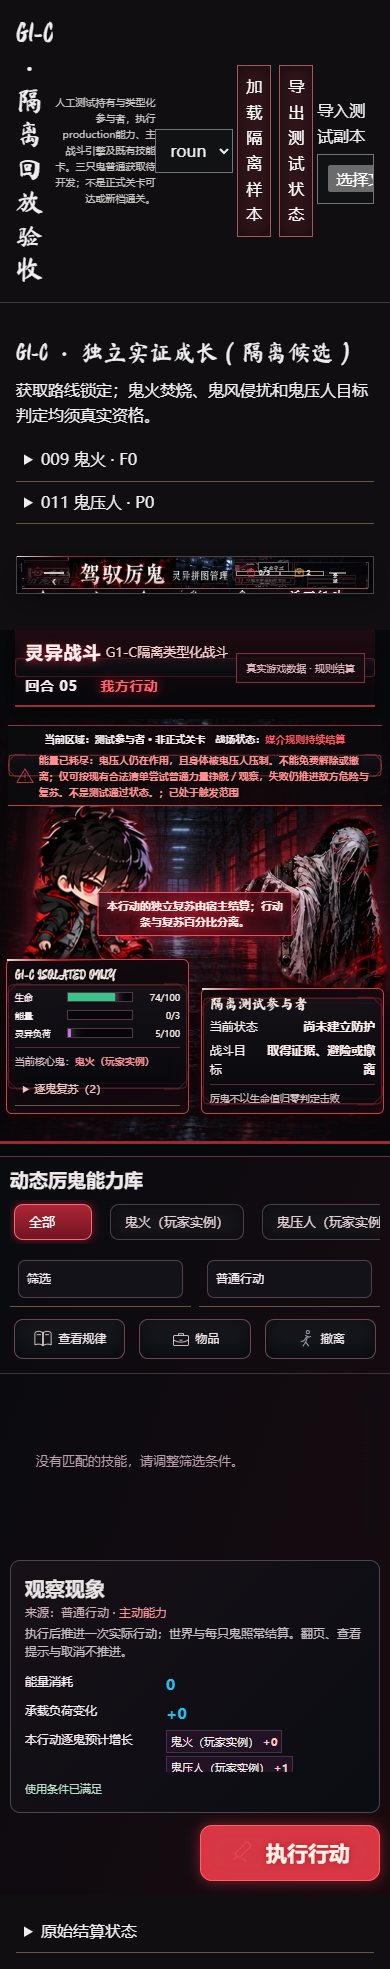 GI-C
·
隔
离
回
放
验
收
人工测试持有与类型化
参与者，执行
production能力、主
战斗引擎及既有技能
卡。三只鬼普通获取待
开发；不是正式关卡可
达或新档通关。
roun
加
载
隔
离
样
本
导
出
测
试
状
态
导入测
试副本
选择
GI-C · 独立实证成长（隔离候选）
获取路线锁定；鬼火焚烧、鬼风侵扰和鬼压人目标
判定均须真实资格。
▶ 009 鬼火 · F0
▶ 011 鬼压人 · P0
驾驭厉鬼 灵异拼图管理
灵异战斗 G1-C隔离类型化战斗
真实游戏数据 · 规则结算
回合 05 我方行动
当前区域：测试参与者 • 非正式关卡 战场状态：媒介规则持续结算
能量已耗尽：鬼压人仍在作用，且身体被鬼压人压制。不能免费解除或撤
离；仅可按现有合法清单尝试普通力量挣脱 / 观察，失败仍推进敌方危险与
复苏。不是测试通过状态。；已处于触发范围
本行动的独立复苏由宿主结算；行动
条与复苏百分比分离。
GI-C ISOLATED ONLY
生命 74/100
能量 0/3
灵异负荷 5/100
当前核心鬼：鬼火（玩家实例）
▶ 逐鬼复苏（2）
隔离测试参与者
当前状态 尚未建立防护
战斗目标 取得证据、避险或撤离
厉鬼不以生命值归零判定击败
动态厉鬼能力库
全部
鬼火（玩家实例）
鬼压人（玩家实例
筛选
普通行动
查看规律
物品
撤离
没有匹配的技能，请调整筛选条件。
观察现象
来源：普通行动 · 主动能力
执行后推进一次实际行动；世界与每只鬼照常结算。翻页、查看
提示与取消不推进。
能量消耗 0
承载负荷变化 +0
本行动逐鬼预计增长 鬼火（玩家实例） +0
鬼压人（玩家实例） +1
使用条件已满足
执行行动
▶ 原始结算状态